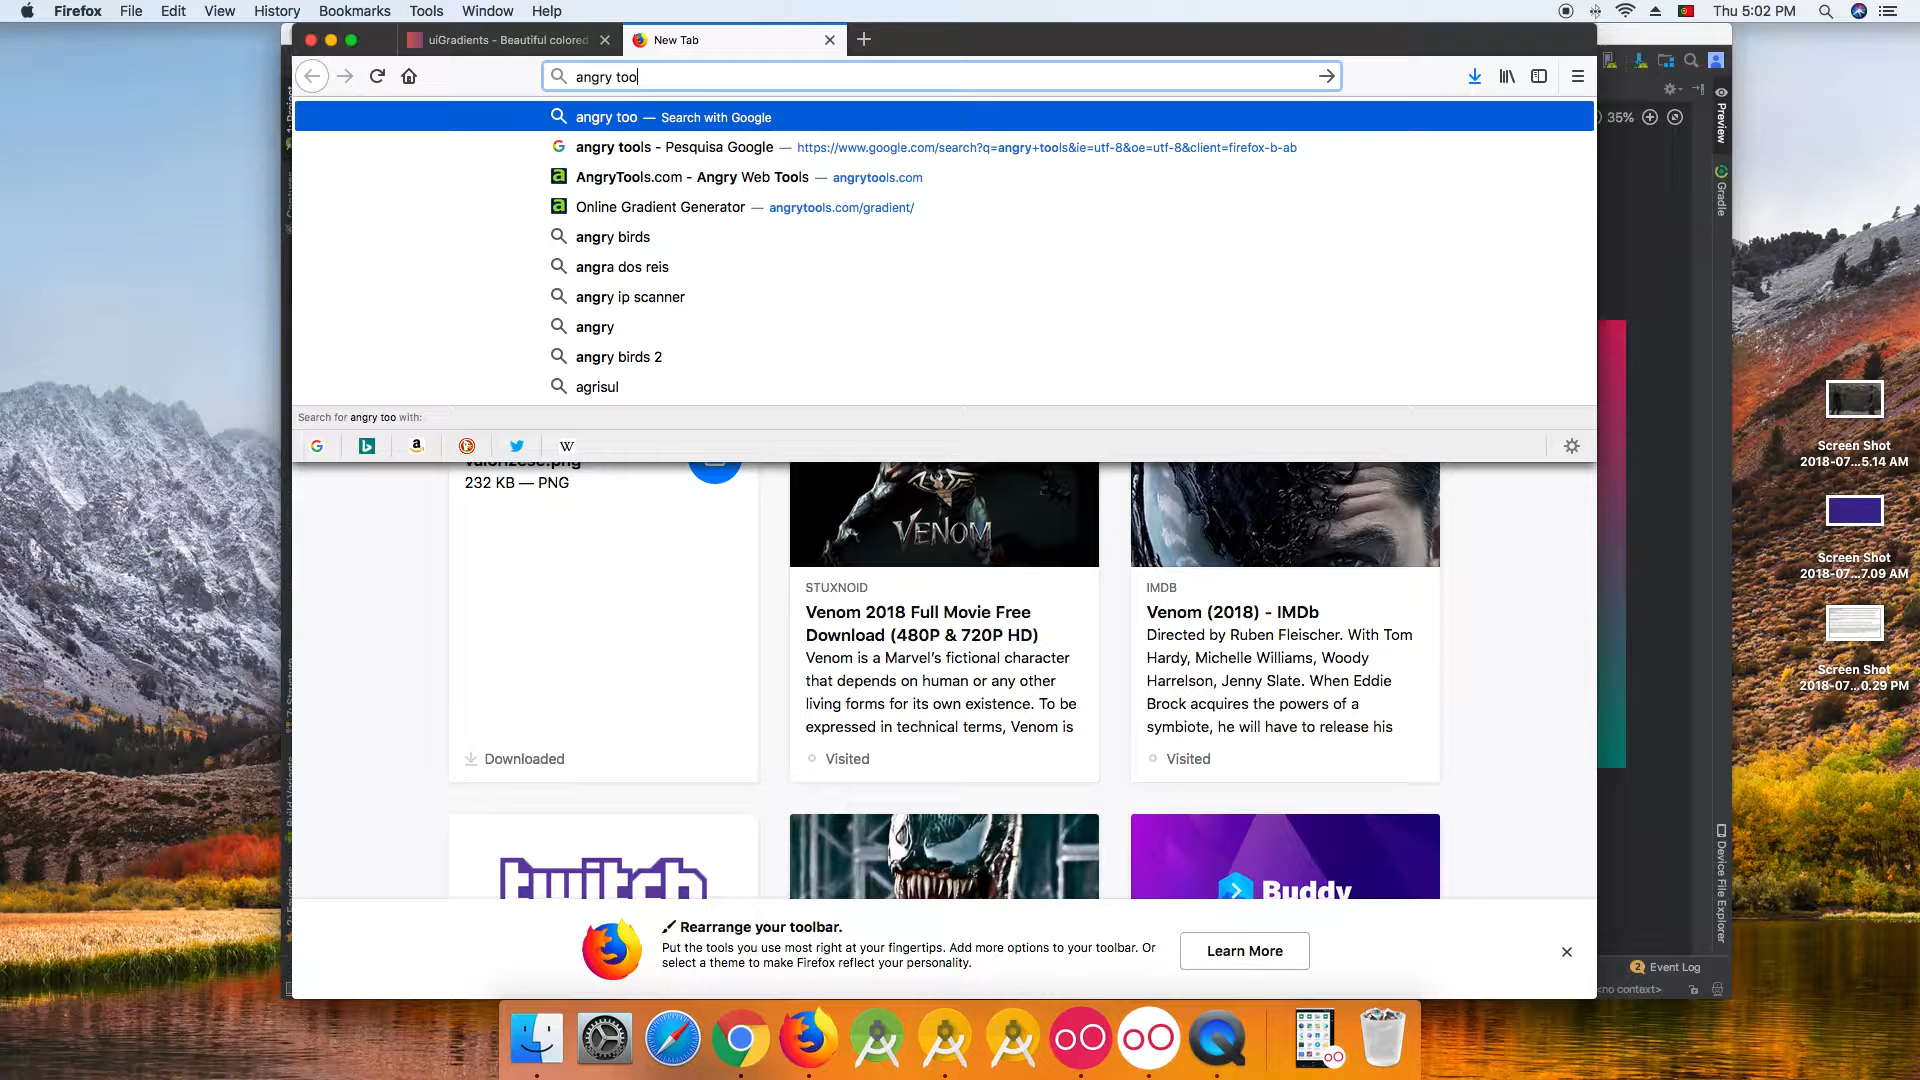 Firefox File Edit View History Bookmarks Tools Window Help
Thu 5:02 PM
uiGradients - Beautiful colored
New Tab
angry too
angry too — Search with Google
angry tools - Pesquisa Google — https://www.google.com/search?q=angry+tools&ie=utf-8&oe=utf-8&client=firefox-b-ab
AngryTools.com - Angry Web Tools — angrytools.com
Online Gradient Generator — angrytools.com/gradient/
angry birds
angra dos reis
angry ip scanner
angry
angry birds 2
agrisul
Search for angry too with:
232 KB — PNG
Downloaded
VENOM
STUXNOID
Venom 2018 Full Movie Free
Download (480P & 720P HD)
Venom is a Marvel's fictional character
that depends on human or any other
living forms for its own existence. To be
expressed in technical terms, Venom is
Visited
IMDB
Venom (2018) - IMDb
Directed by Ruben Fleischer. With Tom
Hardy, Michelle Williams, Woody
Harrelson, Jenny Slate. When Eddie
Brock acquires the powers of a
symbiote, he will have to release his
Visited
twitch
Buddy
Rearrange your toolbar.
Put the tools you use most right at your fingertips. Add more options to your toolbar. Or
select a theme to make Firefox reflect your personality.
Learn More
35%
Preview
Gradle
Device File Explorer
2 Event Log
<no context>
Screen Shot
2018-07...5.14 AM
Screen Shot
2018-07...7.09 AM
Screen Shot
2018-07...0.29 PM